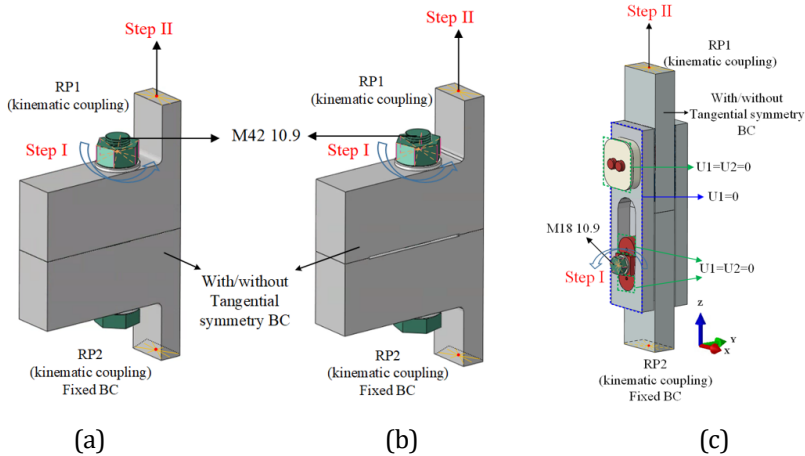 Step II
RP1
(kinematic coupling)
Step I
M42 10.9
With/without
Tangential
symmetry BC
RP2
(kinematic coupling)
Fixed BC
(a)
Step II
RP1
(kinematic coupling)
Step I
RP2
(kinematic coupling)
Fixed BC
(b)
Step II
RP1
(kinematic coupling)
With/without
Tangential symmetry
BC
U1=U2=0
U1=0
M18 10.9
Step I
U1=U2=0
Z
Y
X
RP2
(kinematic coupling)
Fixed BC
(c)